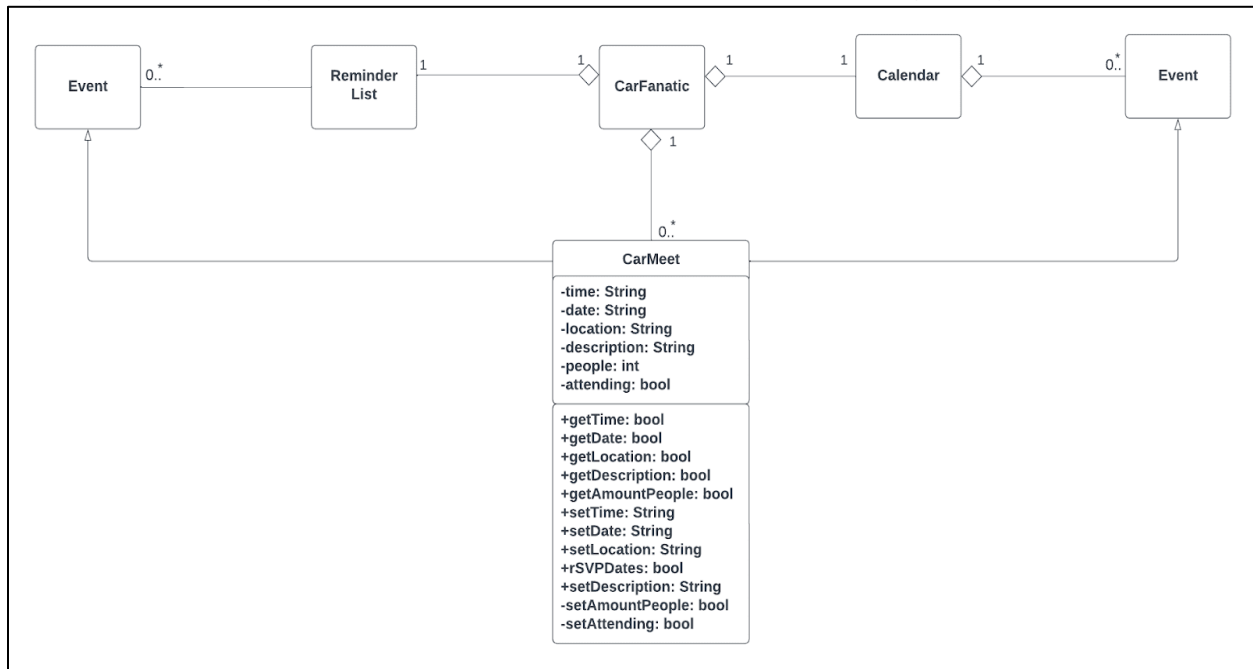 Event
0..*
Reminder
List
1
1
CarFanatic
1
1
Calendar
0..*
Event
1
0..*
CarMeet
-time: String
-date: String
-location: String
-description: String
-people: int
-attending: bool
+getTime: bool
+getDate: bool
+getLocation: bool
+getDescription: bool
+getAmountPeople: bool
+setTime: String
+setDate: String
+setLocation: String
+rSVPDates: bool
+setDescription: String
-setAmountPeople: bool
-setAttending: bool